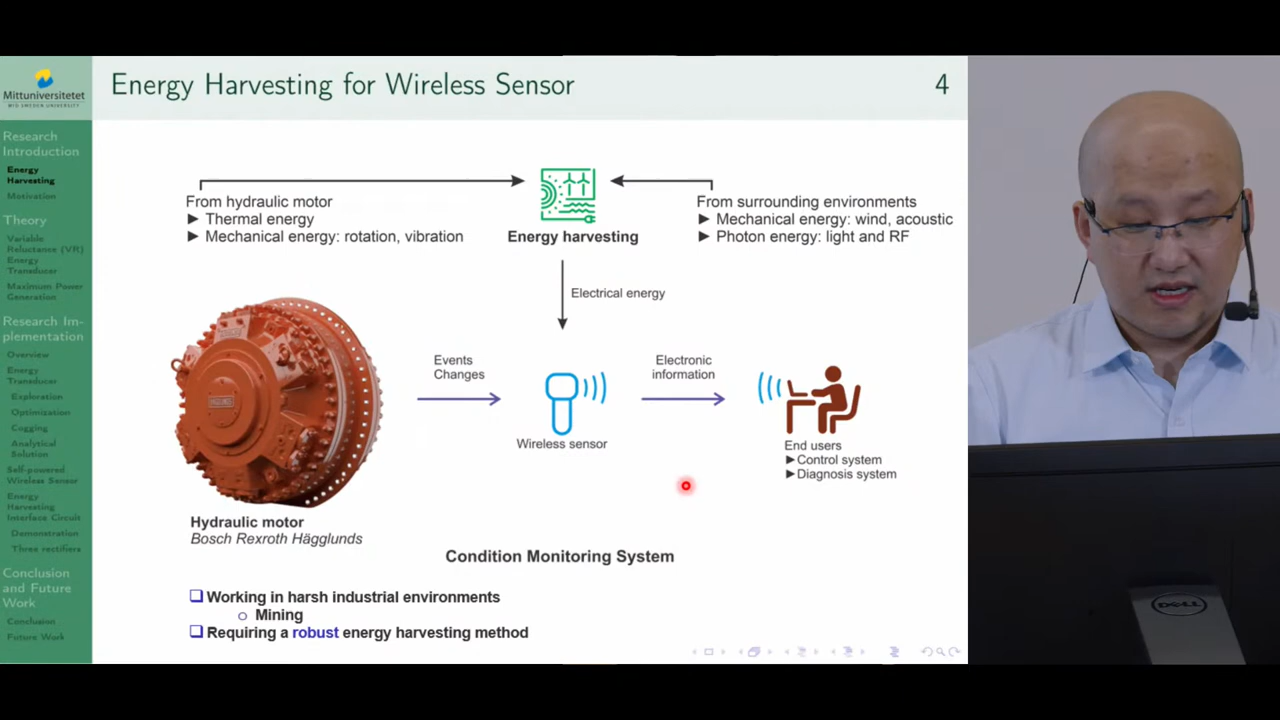 Energy Harvesting for Wireless Sensor
4
Mittuniversitetet
MID SWEDEN UNIVERSITY
Research
Introduction
Energy
Harvesting
Motivation
Theory
Variable
Reluctance (VR)
Energy
Transducer
Maximum Power
Generation
Research Im-
plementation
Overview
Energy
Transducer
Exploration
Optimization
Cogging
Analytical
Solution
Self-powered
Wireless Sensor
Energy
Harvesting
Interface Circuit
Demonstration
Three rectifiers
Conclusion
and Future
Work
Conclusion
Future Work
From hydraulic motor
▶ Thermal energy
▶ Mechanical energy: rotation, vibration
Energy harvesting
From surrounding environments
▶ Mechanical energy: wind, acoustic
▶ Photon energy: light and RF
Electrical energy
Events
Changes
Wireless sensor
Electronic
information
End users
▶Control system
▶Diagnosis system
Hydraulic motor
Bosch Rexroth Hägglunds
Condition Monitoring System
Working in harsh industrial environments
Mining
Requiring a robust energy harvesting method
DELL